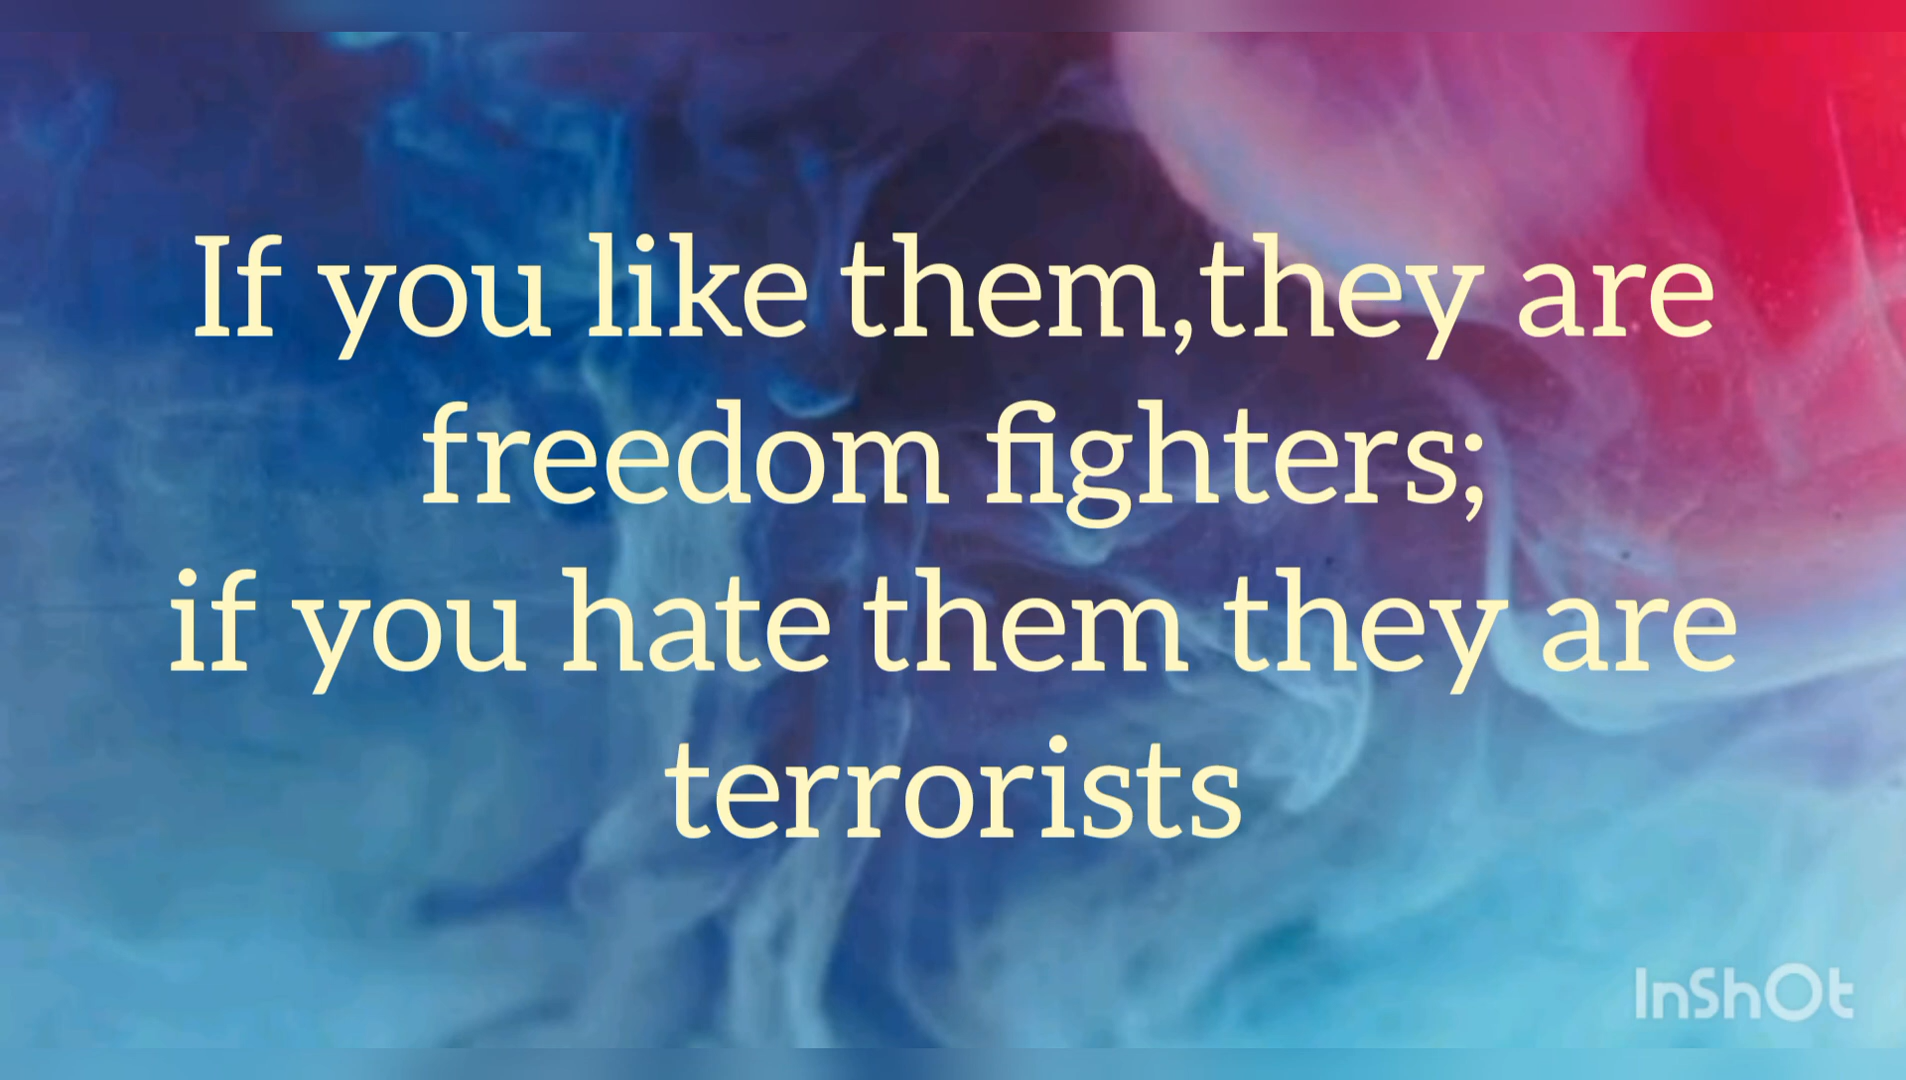 If you like them,they are
freedom fighters;
if you hate them they are
terrorists
InShOt